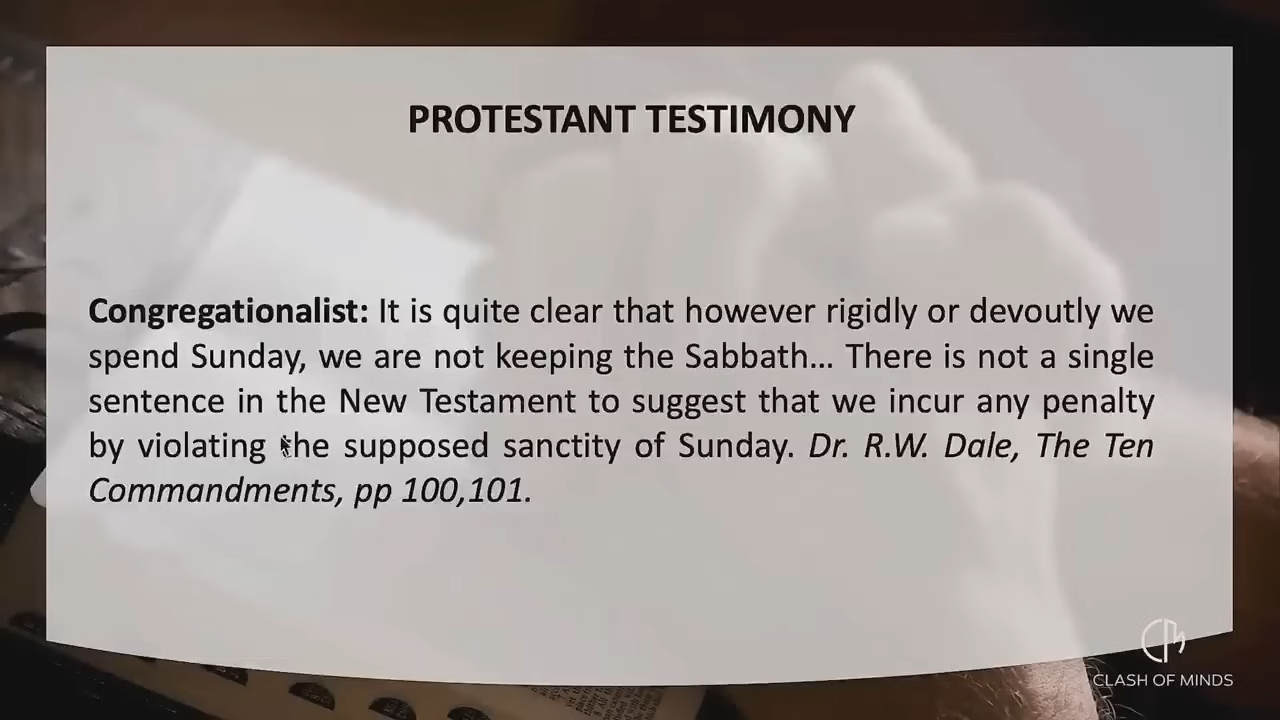 PROTESTANT TESTIMONY
Congregationalist: It is quite clear that however rigidly or devoutly we
spend Sunday, we are not keeping the Sabbath... There is not a single
sentence in the New Testament to suggest that we incur any penalty
by violating the supposed sanctity of Sunday. Dr. R.W. Dale, The Ten
Commandments, pp 100,101.
CLASH OF MINDS